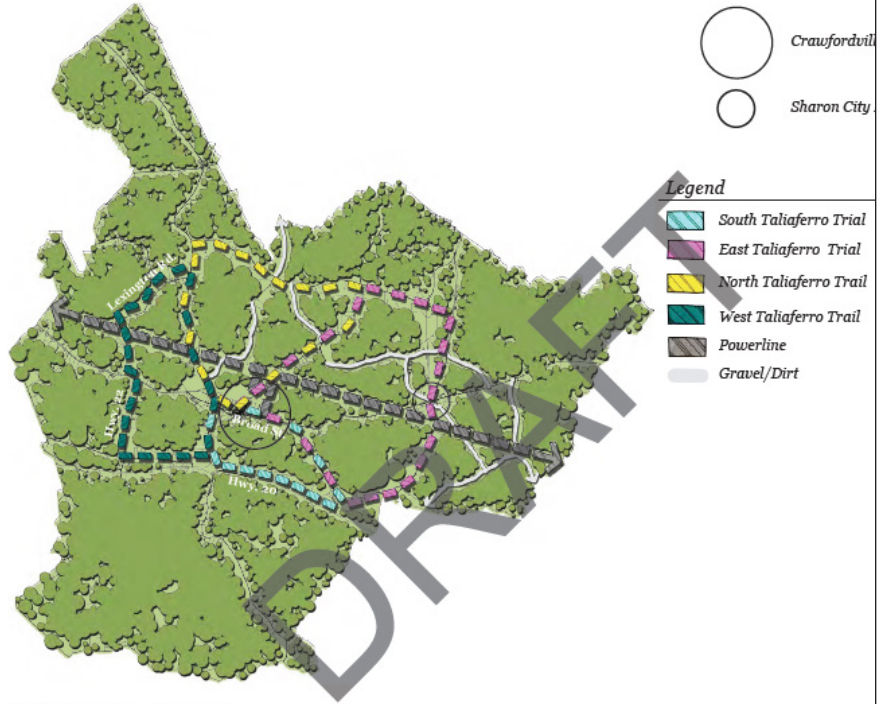 Crawfordvill
Sharon City
Legend
South Taliaferro Trial
East Taliaferro Trial
North Taliaferro Trail
West Taliaferro Trail
Powerline
Gravel/Dirt
Lexington Rd.
Hwy. 22
Broad St.
Hwy. 20
DRAFT